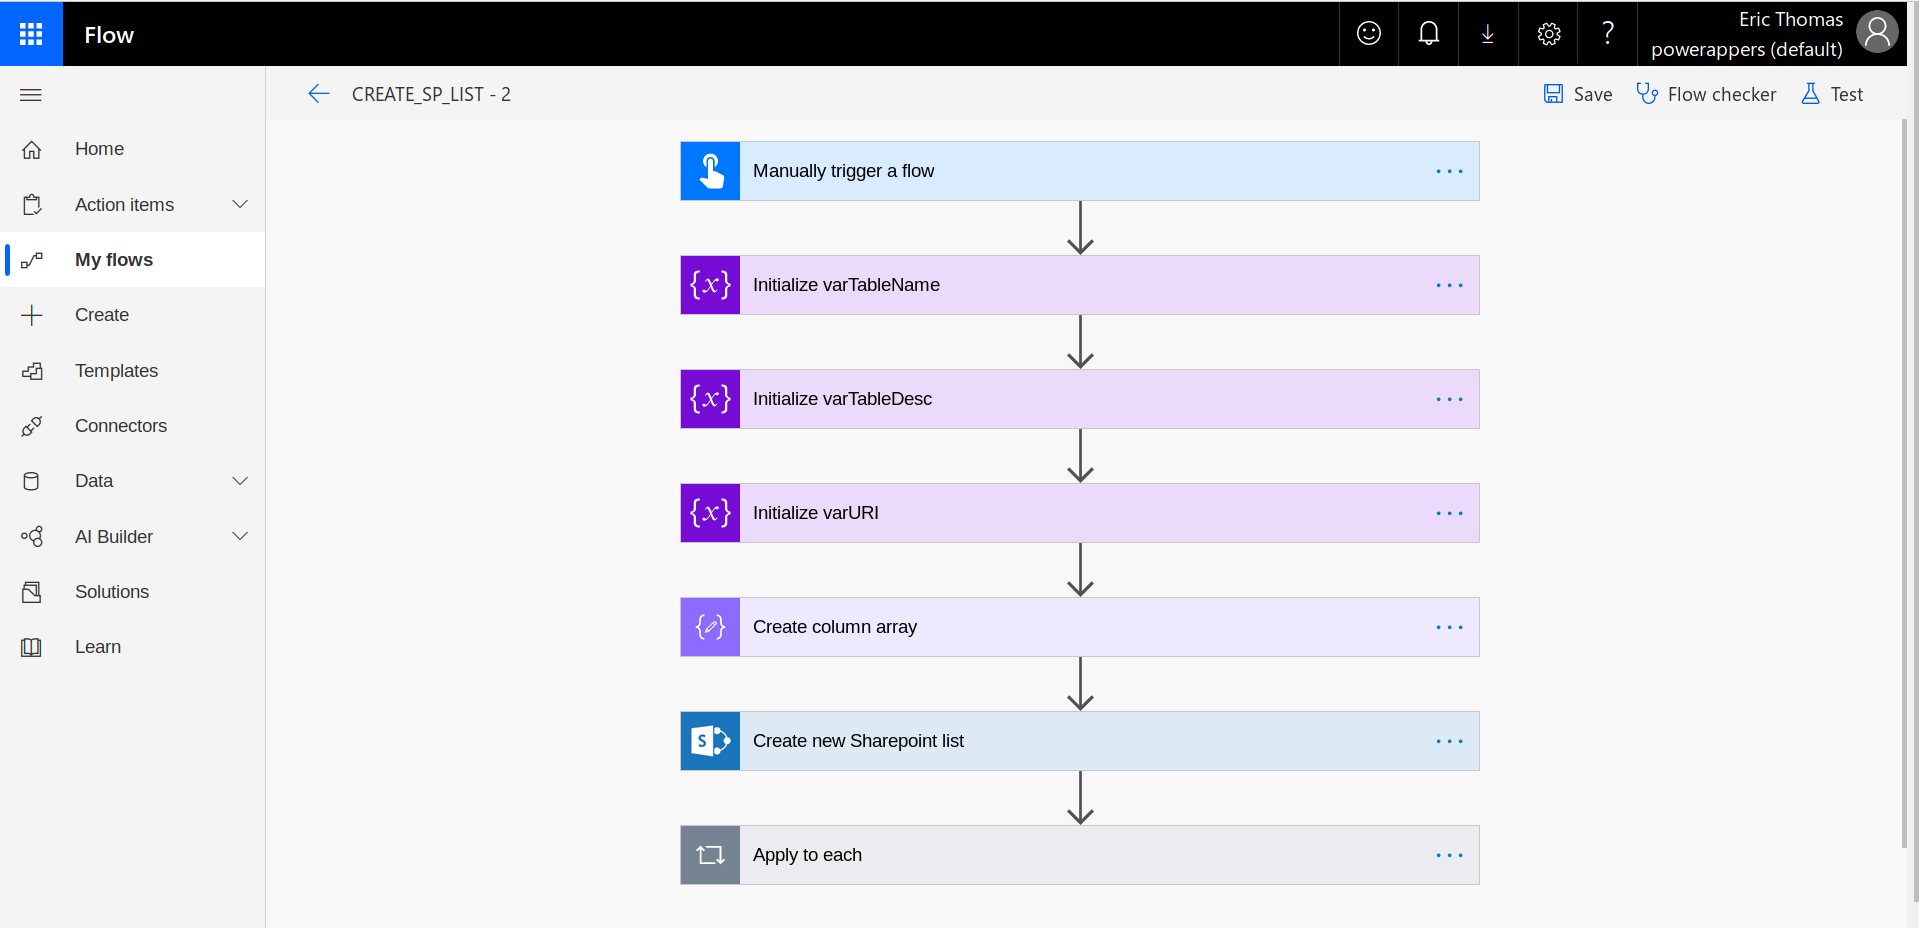 Flow
?
Eric Thomas
powerappers (default)
CREATE_SP_LIST - 2
Save
Flow checker
Test
Home
Action items
My flows
Create
Templates
Connectors
Data
AI Builder
Solutions
Learn
Manually trigger a flow
{x} Initialize varTableName
{x} Initialize varTableDesc
{x} Initialize varURI
Create column array
S Create new Sharepoint list
Apply to each